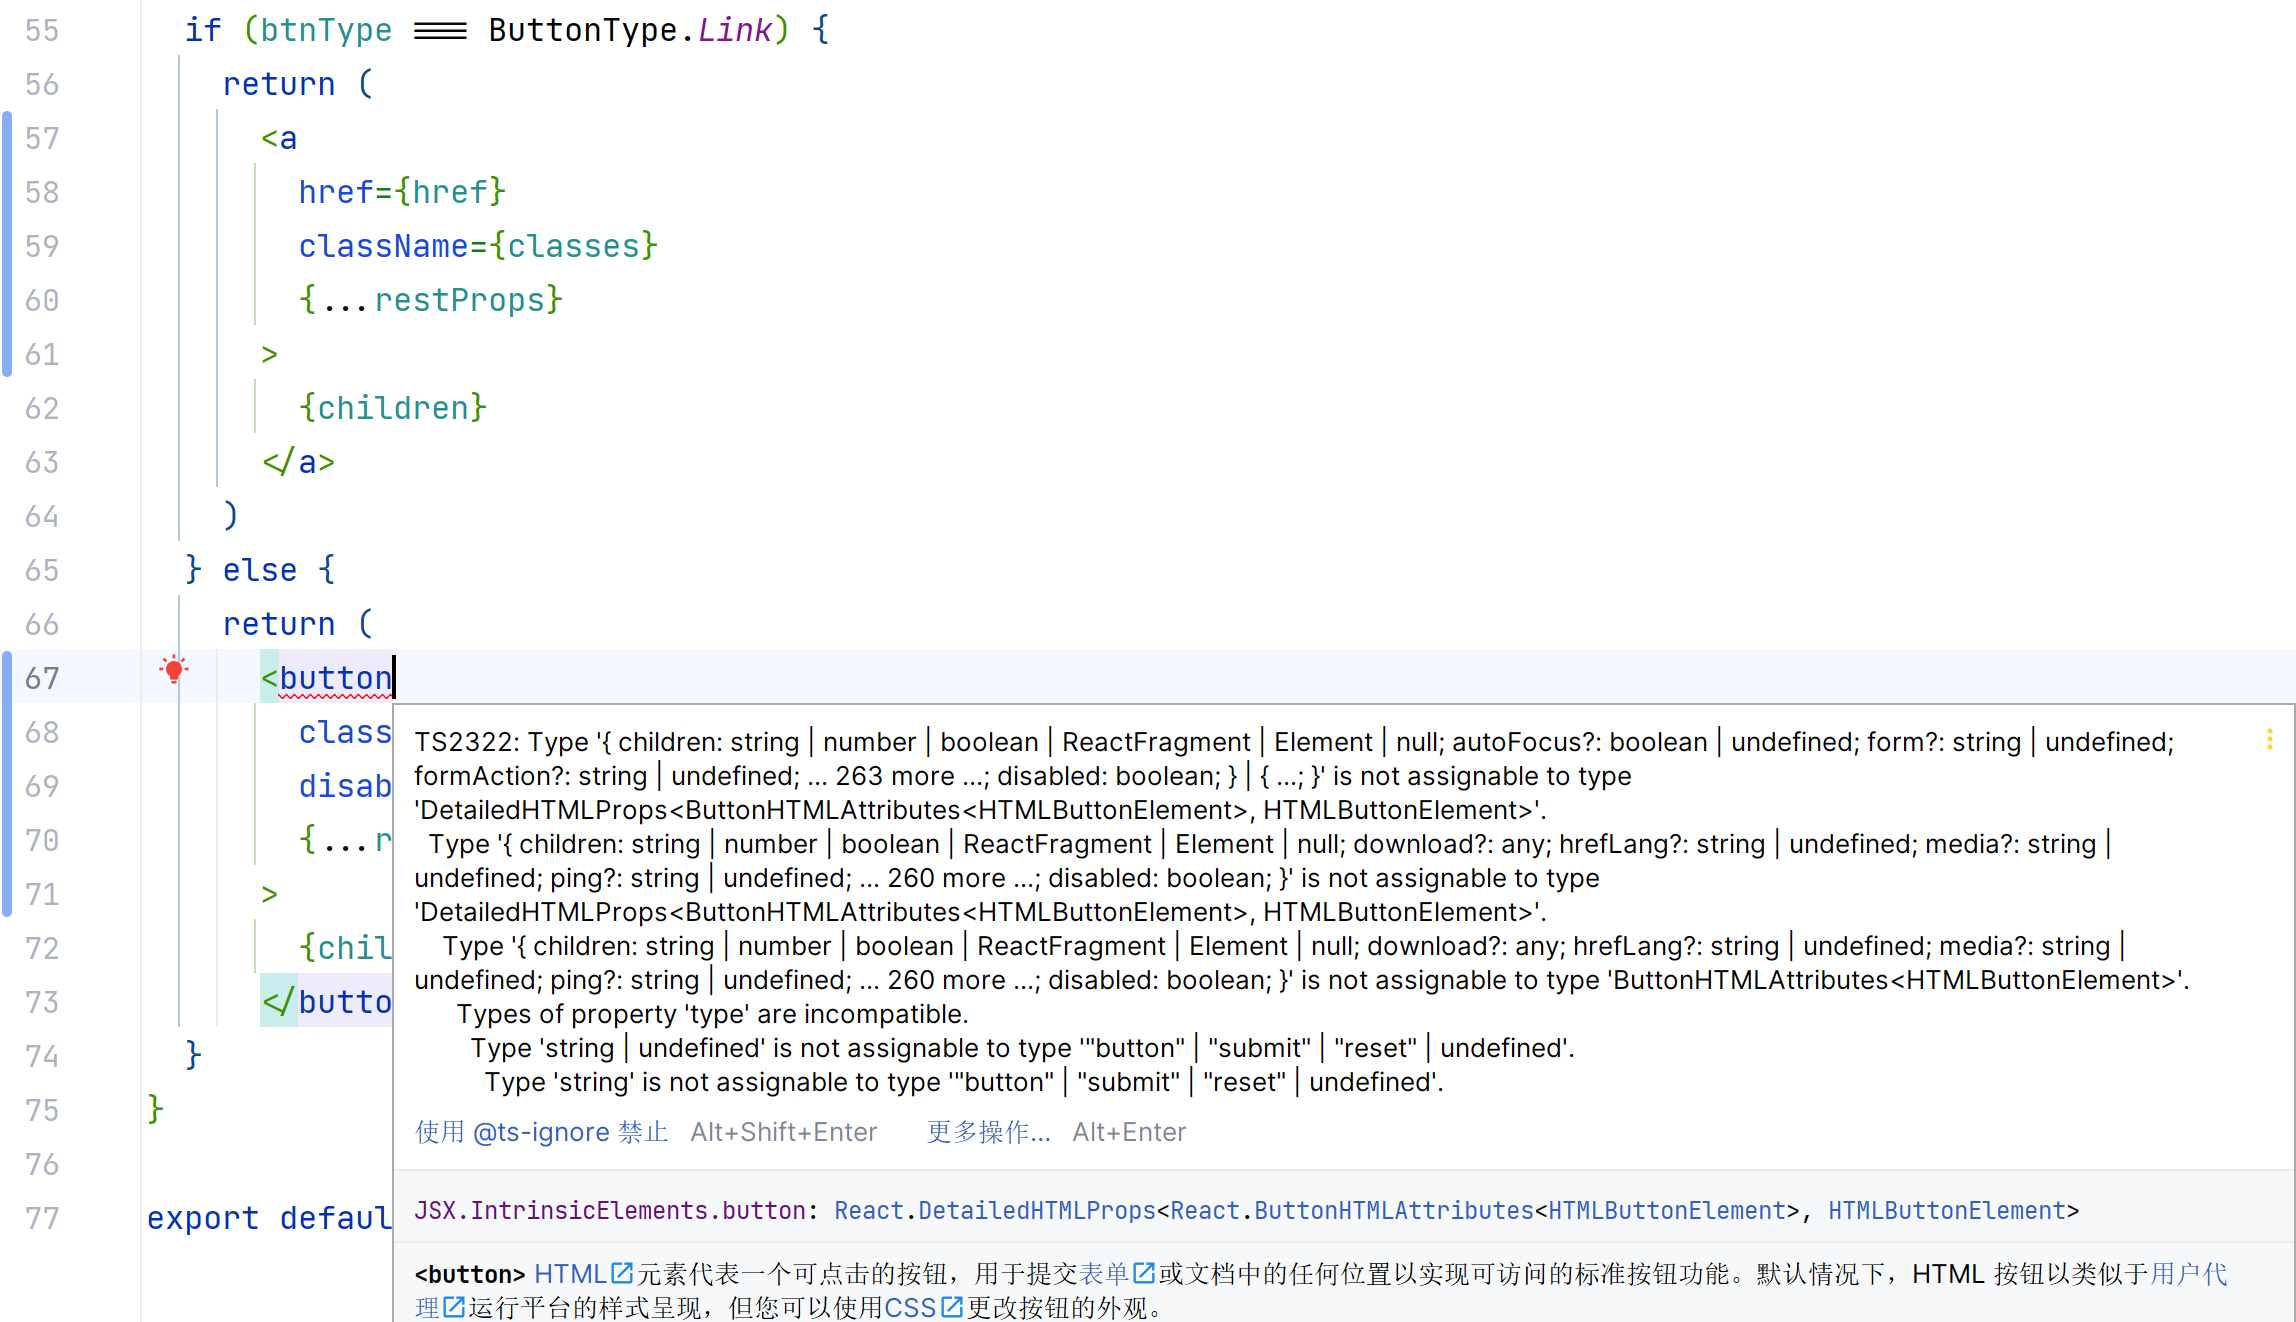 55 if (btnType === ButtonType.Link) {
56 return (
57 <a
58 href={href}
59 className={classes}
60 {...restProps}
61 >
62 {children}
63 </a>
64 )
65 } else {
66 return (
67 <button
68 class
69 disab
70 {...r
71 >
72 {chil
73 </butto
74 }
75 }
76
77 export defaul
TS2322: Type '{ children: string | number | boolean | ReactFragment | Element | null; autoFocus?: boolean | undefined; form?: string | undefined;
formAction?: string | undefined; ... 263 more ...; disabled: boolean; } | { ...; }' is not assignable to type
'DetailedHTMLProps<ButtonHTMLAttributes<HTMLButtonElement>, HTMLButtonElement>'.
Type '{ children: string | number | boolean | ReactFragment | Element | null; download?: any; hrefLang?: string | undefined; media?: string |
undefined; ping?: string | undefined; ... 260 more ...; disabled: boolean; }' is not assignable to type
'DetailedHTMLProps<ButtonHTMLAttributes<HTMLButtonElement>, HTMLButtonElement>'.
Type '{ children: string | number | boolean | ReactFragment | Element | null; download?: any; hrefLang?: string | undefined; media?: string |
undefined; ping?: string | undefined; ... 260 more ...; disabled: boolean; }' is not assignable to type 'ButtonHTMLAttributes<HTMLButtonElement>'.
Types of property 'type' are incompatible.
Type 'string | undefined' is not assignable to type '"button" | "submit" | "reset" | undefined'.
Type 'string' is not assignable to type '"button" | "submit" | "reset" | undefined'.
使用 @ts-ignore 禁止 Alt+Shift+Enter 更多操作... Alt+Enter
JSX.IntrinsicElements.button: React.DetailedHTMLProps<React.ButtonHTMLAttributes<HTMLButtonElement>, HTMLButtonElement>
<button> HTML元素代表一个可点击的按钮，用于提交表单或文档中的任何位置以实现可访问的标准按钮功能。默认情况下，HTML 按钮以类似于用户代
理运行平台的样式呈现，但您可以使用CSS更改按钮的外观。